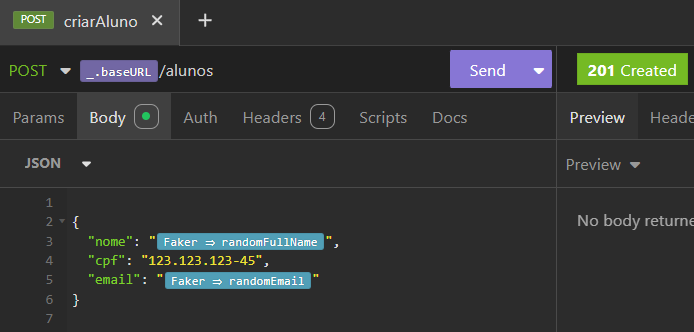 POST criarAluno
POST _.baseURL/alunos Send 201 Created
Params Body Auth Headers 4 Scripts Docs Preview Heade
JSON Preview
1
2 {
3 "nome": "Faker ⇒ randomFullName",
4 "cpf": "123.123.123-45",
5 "email": "Faker ⇒ randomEmail"
6 }
7
No body returne